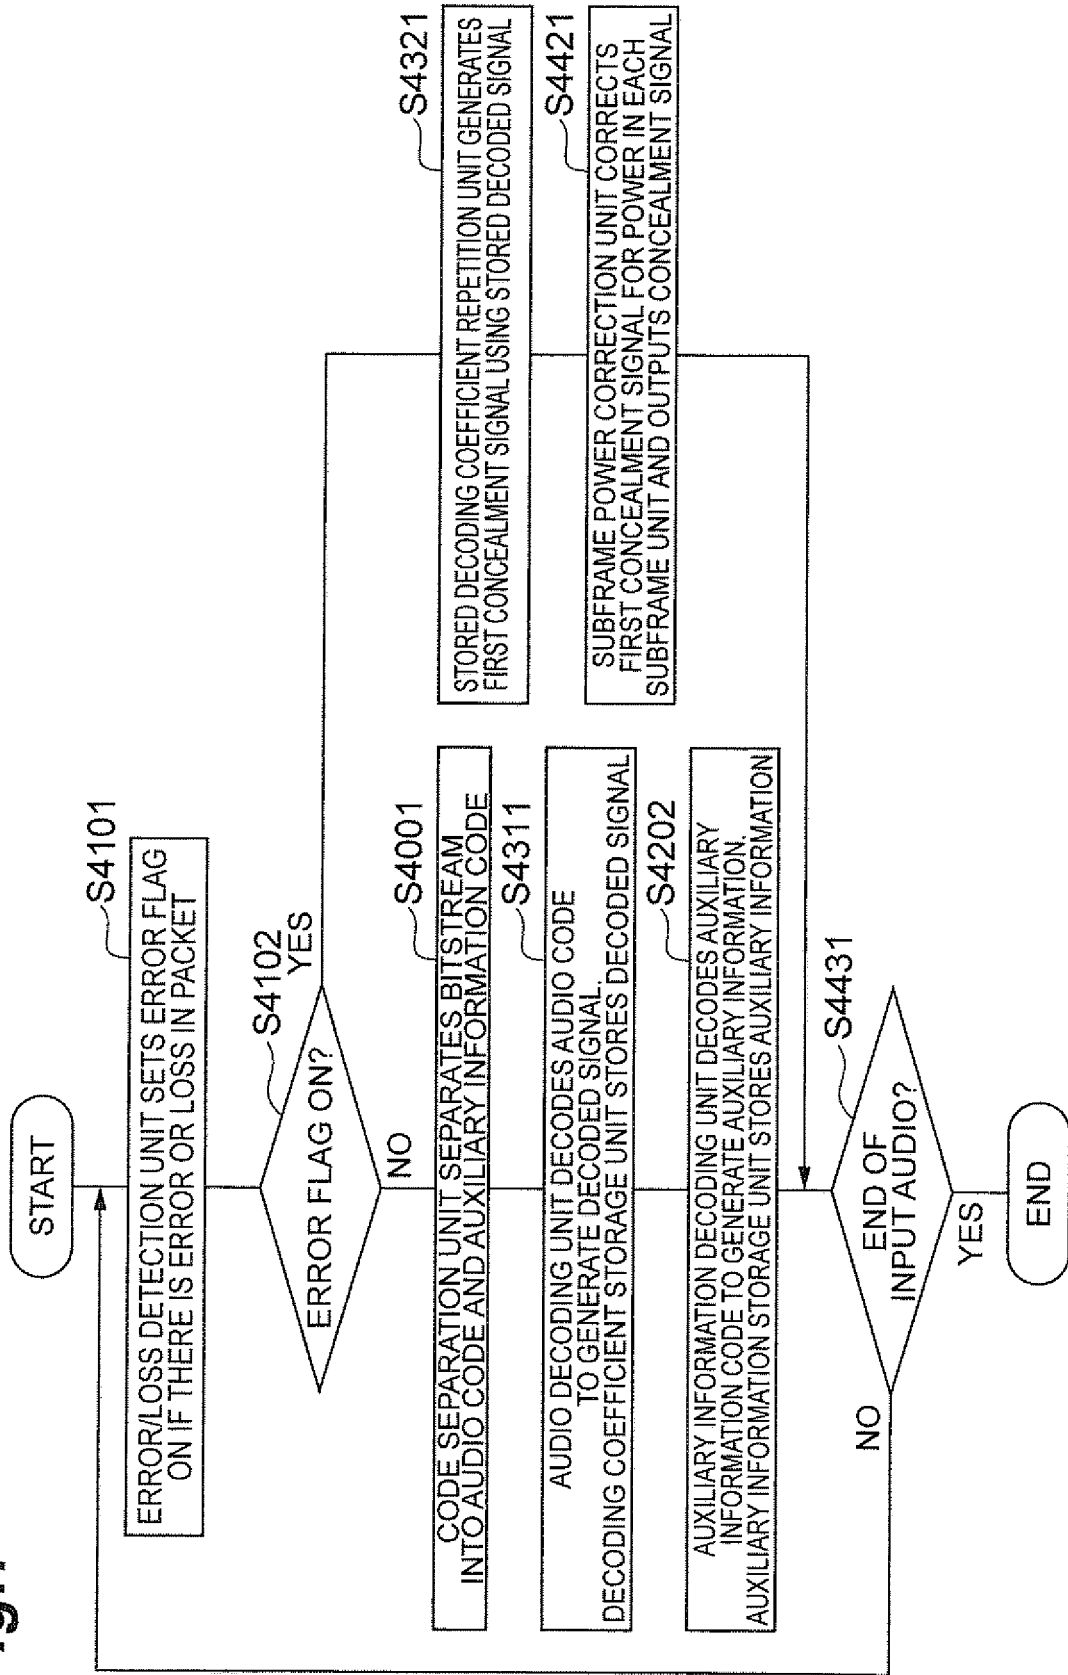 START
S4101
ERROR/LOSS DETECTION UNIT SETS ERROR FLAG
ON IF THERE IS ERROR OR LOSS IN PACKET
S4102
ERROR FLAG ON?
YES
NO
S4001
CODE SEPARATION UNIT SEPARATES BITSTREAM
INTO AUDIO CODE AND AUXILIARY INFORMATION CODE
S4311
AUDIO DECODING UNIT DECODES AUDIO CODE
TO GENERATE DECODED SIGNAL.
DECODING COEFFICIENT STORAGE UNIT STORES DECODED SIGNAL
S4202
AUXILIARY INFORMATION DECODING UNIT DECODES AUXILIARY
INFORMATION CODE TO GENERATE AUXILIARY INFORMATION.
AUXILIARY INFORMATION STORAGE UNIT STORES AUXILIARY INFORMATION
S4321
STORED DECODING COEFFICIENT REPETITION UNIT GENERATES
FIRST CONCEALMENT SIGNAL USING STORED DECODED SIGNAL
S4421
SUBFRAME POWER CORRECTION UNIT CORRECTS
FIRST CONCEALMENT SIGNAL FOR POWER IN EACH
SUBFRAME UNIT AND OUTPUTS CONCEALMENT SIGNAL
S4431
END OF
INPUT AUDIO?
NO
YES
END